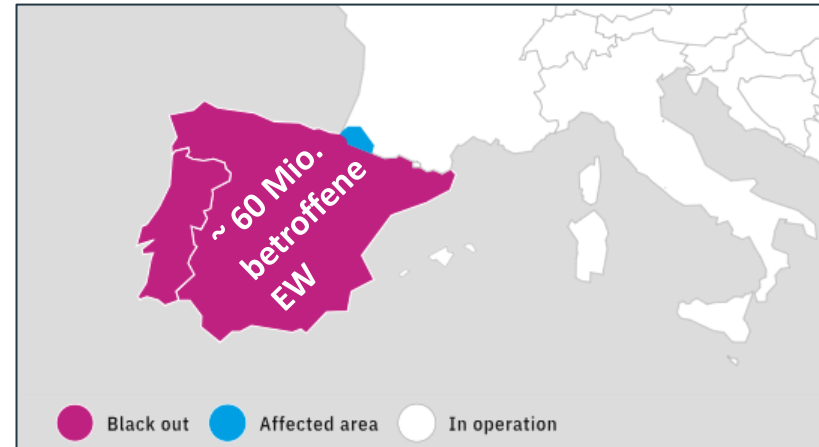 ~ 60 Mio.
betroffene
EW
Black out
Affected area
In operation